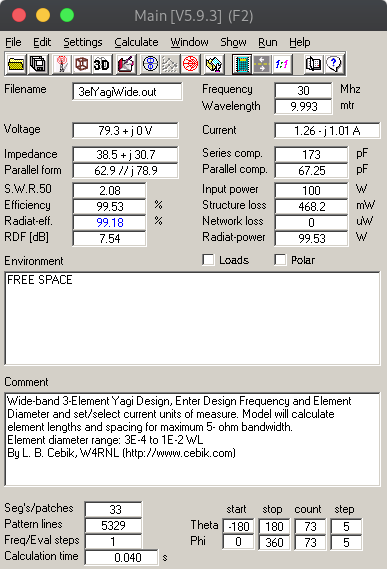 Main [V5.9.3] (F2)
File Edit Settings Calculate Window Show Run Help
3D 1:1 ?
Filename 3elYagiWide.out Frequency 30 Mhz
Wavelength 9.993 mtr
Voltage 79.3 + j 0 V Current 1.26 - j 1.01 A
Impedance 38.5 + j 30.7 Series comp. 173 pF
Parallel form 62.9 // j 78.9 Parallel comp. 67.25 pF
S.W.R.50 2.08 Input power 100 W
Efficiency 99.53 % Structure loss 468.2 mW
Radiat-eff. 99.18 % Network loss 0 uW
RDF [dB] 7.54 Radiat-power 99.53 W
Environment Loads Polar
FREE SPACE
Comment
Wide-band 3-Element Yagi Design, Enter Design Frequency and Element
Diameter and set/select current units of measure. Model will calculate
element lengths and spacing for maximum 5- ohm bandwidth.
Element diameter range: 3E-4 to 1E-2 WL
By L. B. Cebik, W4RNL (http://www.cebik.com)
Seg's/patches 33 start stop count step
Pattern lines 5329 Theta -180 180 73 5
Freq/Eval steps 1 Phi 0 360 73 5
Calculation time 0.040 s